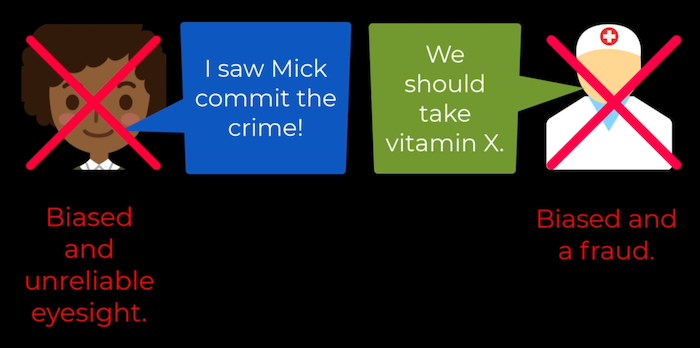 I saw Mick
commit the
crime!
We
should
take
vitamin X.
Biased
and
unreliable
eyesight.
Biased and
a fraud.